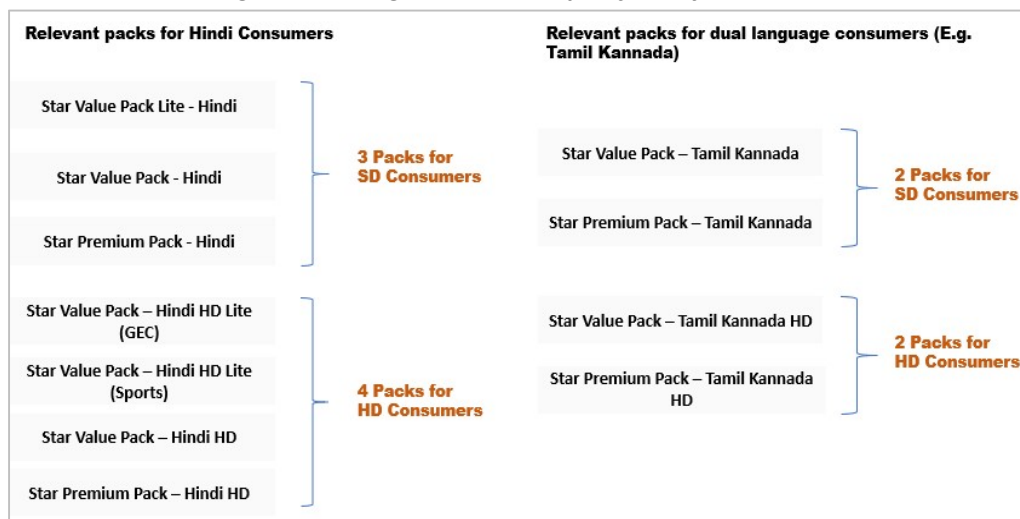 Relevant packs for Hindi Consumers
Star Value Pack Lite - Hindi
Star Value Pack - Hindi
Star Premium Pack - Hindi
3 Packs for
SD Consumers
Star Value Pack – Hindi HD Lite
(GEC)
Star Value Pack – Hindi HD Lite
(Sports)
Star Value Pack – Hindi HD
Star Premium Pack – Hindi HD
4 Packs for
HD Consumers
Relevant packs for dual language consumers (E.g.
Tamil Kannada)
Star Value Pack – Tamil Kannada
Star Premium Pack – Tamil Kannada
2 Packs for
SD Consumers
Star Value Pack – Tamil Kannada HD
Star Premium Pack – Tamil Kannada
HD
2 Packs for
HD Consumers